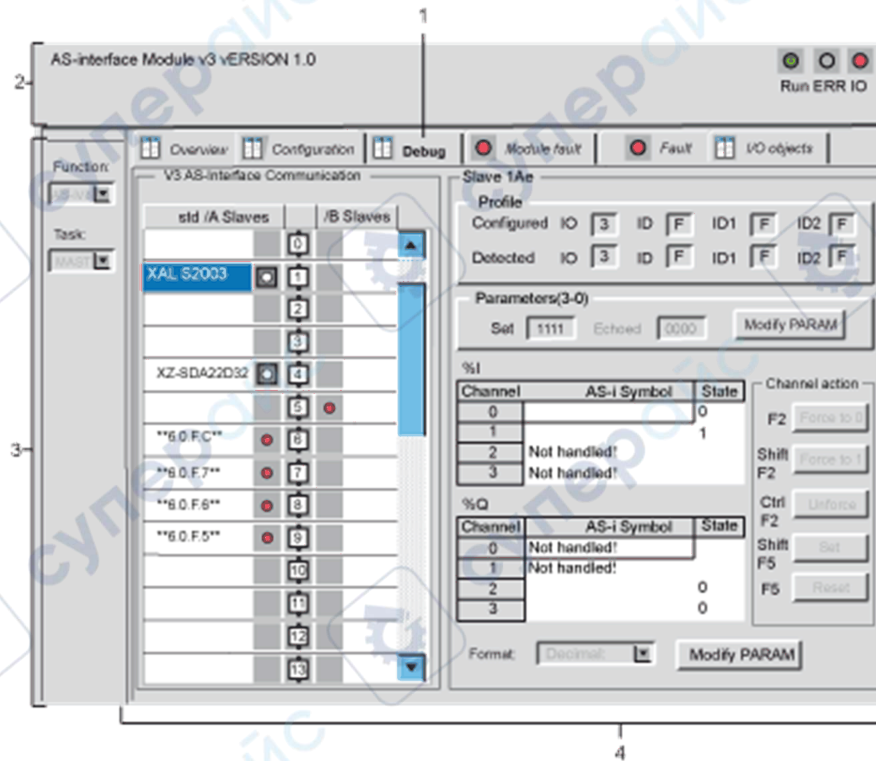 1
AS-interface Module v3 vERSION 1.0
2
Run ERR IO
Overview Configuration Debug Module fault Fault I/O objects
Function:
Task:
MAST
V3 AS-Interface Communication
std /A Slaves /B Slaves
0
XAL S2003 1
2
3
XZ-SDA22D32 4
5
**6.0.F.C** 6
**6.0.F.7** 7
**6.0.F.6** 8
**6.0.F.5** 9
10
11
12
13
3
Slave 1Ae
Profile
Configured IO 3 ID F ID1 F ID2 F
Detected IO 3 ID F ID1 F ID2 F
Parameters(3-0)
Set 1111 Echoed 0000 Modify PARAM
%I
Channel AS-i Symbol State
0 0
1 1
2 Not handled!
3 Not handled!
%Q
Channel AS-i Symbol State
0 Not handled!
1 Not handled!
2 0
3 0
Channel action
F2 Force to 0
Shift F2 Force to 1
Ctrl F2 Unforce
Shift F5 Set
F5 Reset
Format: Decimal: Modify PARAM
4
суперайс